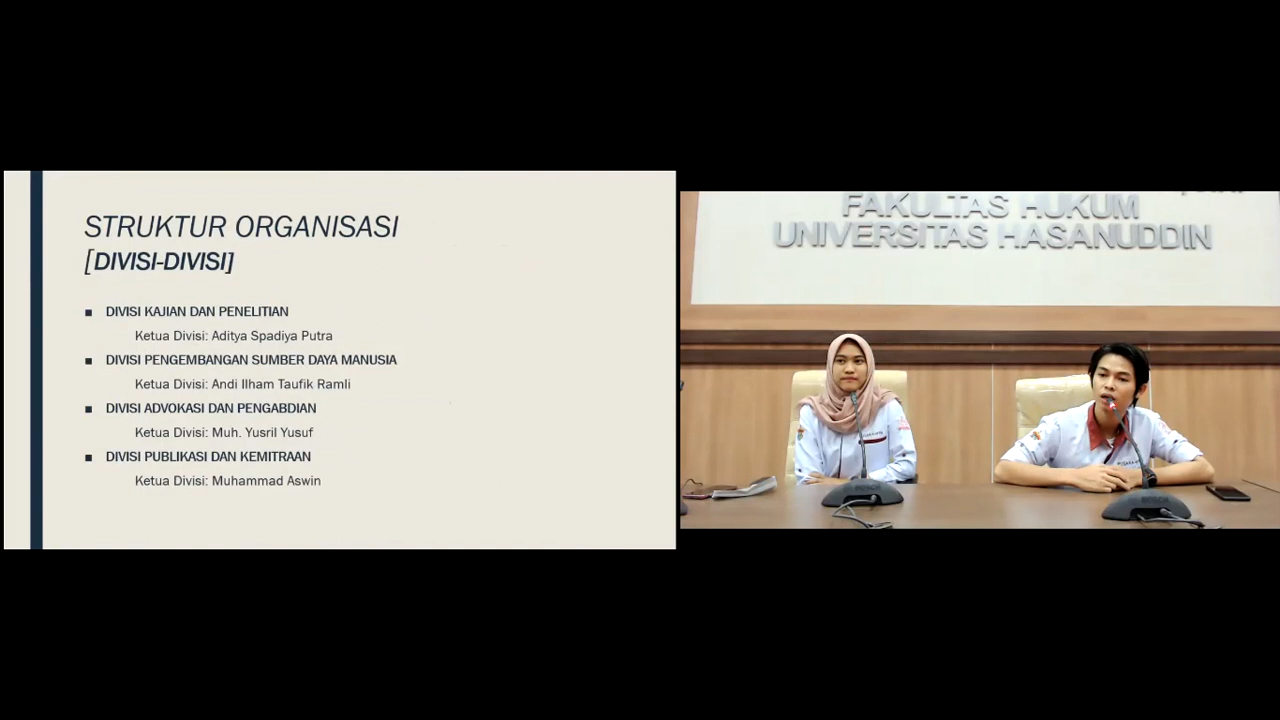 STRUKTUR ORGANISASI
[DIVISI-DIVISI]
■ DIVISI KAJIAN DAN PENELITIAN
Ketua Divisi: Aditya Spadiya Putra
■ DIVISI PENGEMBANGAN SUMBER DAYA MANUSIA
Ketua Divisi: Andi Ilham Taufik Ramli
■ DIVISI ADVOKASI DAN PENGABDIAN
Ketua Divisi: Muh. Yusril Yusuf
■ DIVISI PUBLIKASI DAN KEMITRAAN
Ketua Divisi: Muhammad Aswin
FAKULTAS HUKUM
UNIVERSITAS HASANUDDIN